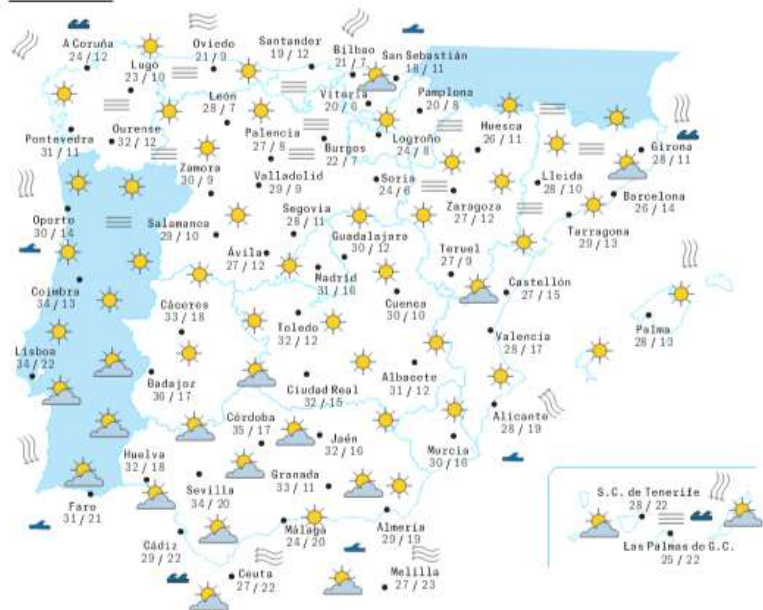 A Coruña
24 / 12
Lugo
23 / 10
Oviedo
21 / 9
Santander
19 / 12
Bilbao
21 / 7
San Sebastián
18 / 11
Vitoria
20 / 6
Pamplona
20 / 8
León
28 / 7
Palencia
27 / 8
Burgos
22 / 7
Logroño
24 / 8
Huesca
26 / 11
Girona
28 / 11
Pontevedra
31 / 11
Ourense
32 / 12
Zamora
30 / 9
Valladolid
29 / 9
Soria
24 / 6
Zaragoza
27 / 12
Lleida
28 / 10
Barcelona
26 / 14
Tarragona
29 / 13
Oporto
30 / 14
Salamanca
29 / 10
Segovia
28 / 11
Ávila
27 / 12
Guadalajara
30 / 12
Madrid
31 / 16
Teruel
27 / 9
Castellón
27 / 15
Coimbra
34 / 13
Cáceres
33 / 18
Toledo
32 / 12
Cuenca
30 / 10
Valencia
28 / 17
Palma
28 / 13
Lisboa
34 / 22
Badajoz
36 / 17
Ciudad Real
32 / 15
Albacete
31 / 12
Alicante
28 / 19
Córdoba
35 / 17
Jaén
32 / 16
Murcia
30 / 16
Huelva
32 / 18
Sevilla
34 / 20
Granada
33 / 11
Faro
31 / 21
Cádiz
29 / 22
Málaga
24 / 20
Almería
29 / 19
Ceuta
27 / 22
Melilla
27 / 23
S.C. de Tenerife
28 / 22
Las Palmas de G.C.
25 / 22